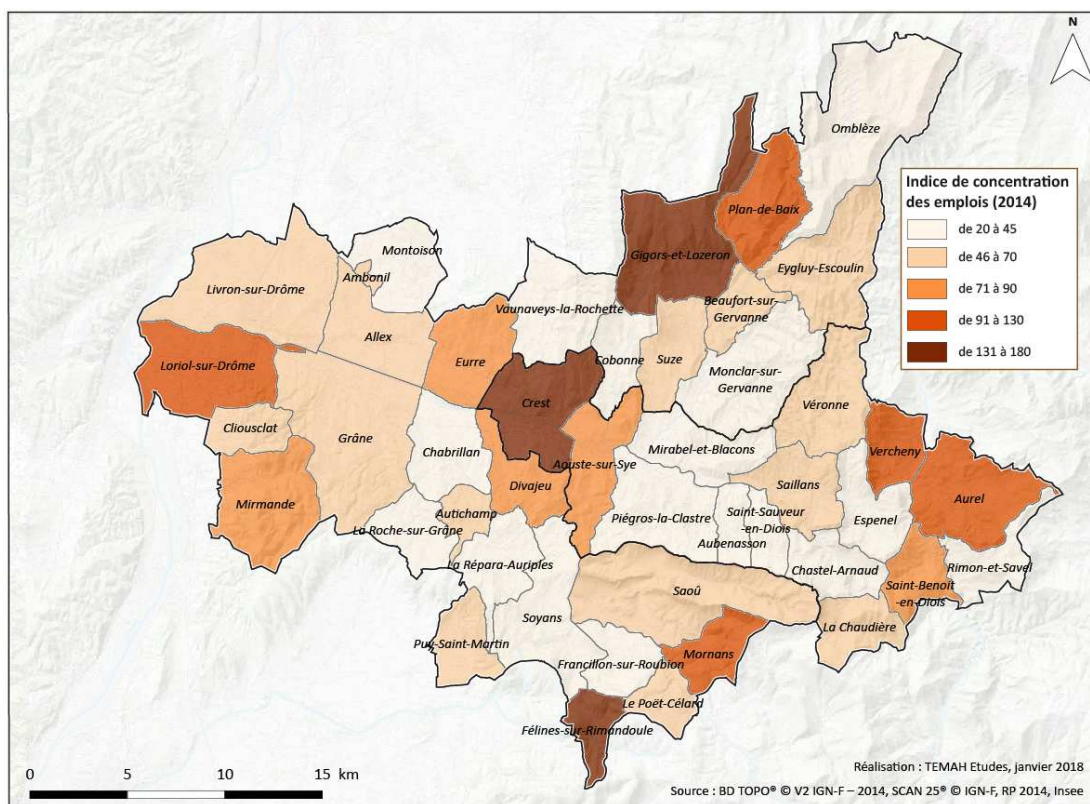 N
Omblèze
Indice de concentration
des emplois (2014)
de 20 à 45
de 46 à 70
de 71 à 90
de 91 à 130
de 131 à 180
Plan-de-Baix
Montoison
Gigors-et-Lozeron
Ambonil
Eygluy-Escoulin
Livron-sur-Drôme
Vaunaveys-la-Rochette
Beaufort-sur-
Gervanne
Allex
Eurre
Cobonne
Suze
Loriol-sur-Drôme
Monclar-sur-
Gervanne
Crest
Véronne
Cliousclat
Grâne
Mirabel-et-Blacons
Vercheny
Chabrillan
Aouste-sur-Sye
Saillans
Divajeu
Aurel
Mirmande
Autichamp
Piégros-la-Clastre
Saint-Sauveur
-en-Diois
Espenel
La Roche-sur-Grâne
Aubenasson
La Répara-Auriples
Chastel-Arnaud
Rimon-et-Savel
Saint-Benoit
-en-Diois
Saoû
Soyans
La Chaudière
Puy-Saint-Martin
Mornans
Francillon-sur-Roubion
Le Poët-Célard
Félines-sur-Rimandoule
0 5 10 15 km
Réalisation : TEMAH Etudes, janvier 2018
Source : BD TOPO® © V2 IGN-F – 2014, SCAN 25® © IGN-F, RP 2014, Insee